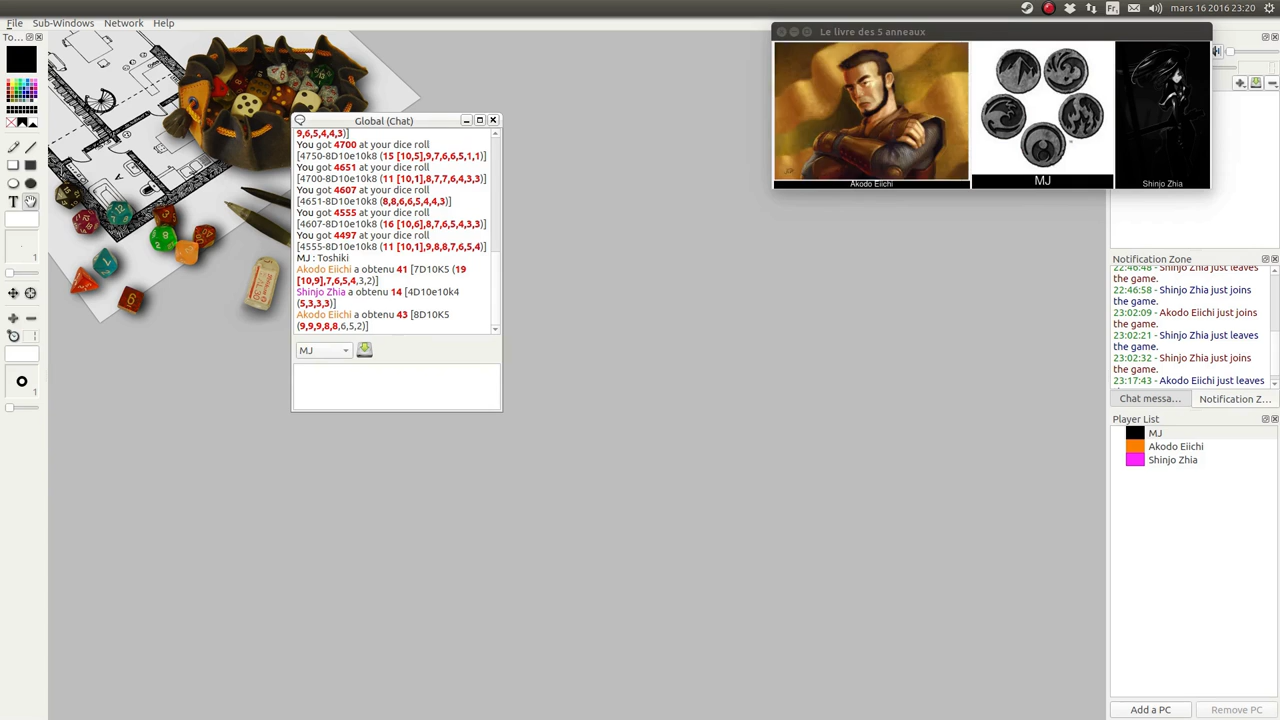 Fr
mars 16 2016 23:20
File Sub-Windows Network Help
Le livre des 5 anneaux
To...
Akodo Eiichi
MJ
Shinjo Zhia
Global (Chat)
9,6,5,4,4,3)]
You got 4700 at your dice roll
[4750-8D10e10k8 (15 [10,5],9,7,6,6,5,1,1)]
You got 4651 at your dice roll
[4700-8D10e10k8 (11 [10,1],8,7,7,6,4,3,3)]
You got 4607 at your dice roll
[4651-8D10e10k8 (8,8,6,6,5,4,4,3)]
You got 4555 at your dice roll
[4607-8D10e10k8 (16 [10,6],8,7,6,5,4,3,3)]
You got 4497 at your dice roll
[4555-8D10e10k8 (11 [10,1],9,8,8,7,6,5,4)]
MJ : Toshiki
Akodo Eiichi a obtenu 41 [7D10K5 (19
[10,9],7,6,5,4,3,2)]
Shinjo Zhia a obtenu 14 [4D10e10k4
(5,3,3,3)]
Akodo Eiichi a obtenu 43 [8D10K5
(9,9,9,8,8,6,5,2)]
MJ
T
1
1
1
Notification Zone
22:46:48 - Shinjo Zhia just leaves
the game.
22:46:58 - Shinjo Zhia just joins
the game.
23:02:09 - Akodo Eiichi just joins
the game.
23:02:21 - Shinjo Zhia just leaves
the game.
23:02:32 - Shinjo Zhia just joins
the game.
23:17:43 - Akodo Eiichi just leaves
Chat messa... Notification Z...
Player List
MJ
Akodo Eiichi
Shinjo Zhia
Add a PC Remove PC